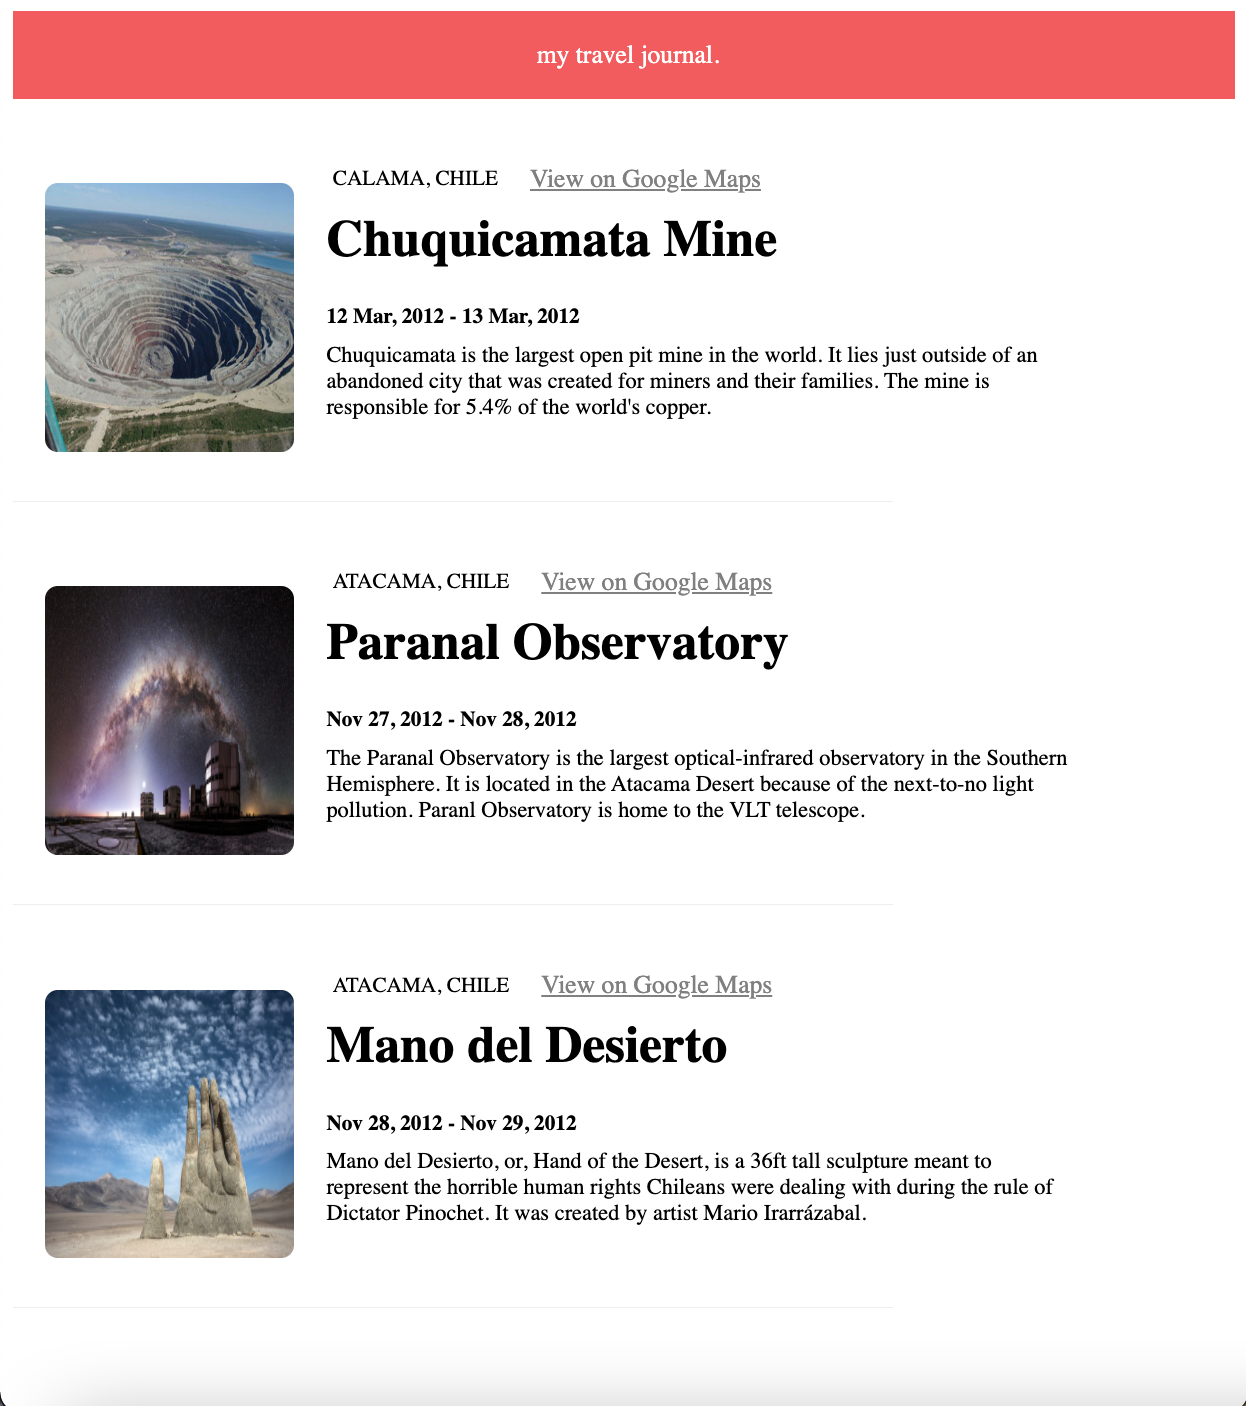 my travel journal.
CALAMA, CHILE View on Google Maps
Chuquicamata Mine
12 Mar, 2012 - 13 Mar, 2012
Chuquicamata is the largest open pit mine in the world. It lies just outside of an
abandoned city that was created for miners and their families. The mine is
responsible for 5.4% of the world's copper.
ATACAMA, CHILE View on Google Maps
Paranal Observatory
Nov 27, 2012 - Nov 28, 2012
The Paranal Observatory is the largest optical-infrared observatory in the Southern
Hemisphere. It is located in the Atacama Desert because of the next-to-no light
pollution. Paranl Observatory is home to the VLT telescope.
ATACAMA, CHILE View on Google Maps
Mano del Desierto
Nov 28, 2012 - Nov 29, 2012
Mano del Desierto, or, Hand of the Desert, is a 36ft tall sculpture meant to
represent the horrible human rights Chileans were dealing with during the rule of
Dictator Pinochet. It was created by artist Mario Irarrázabal.